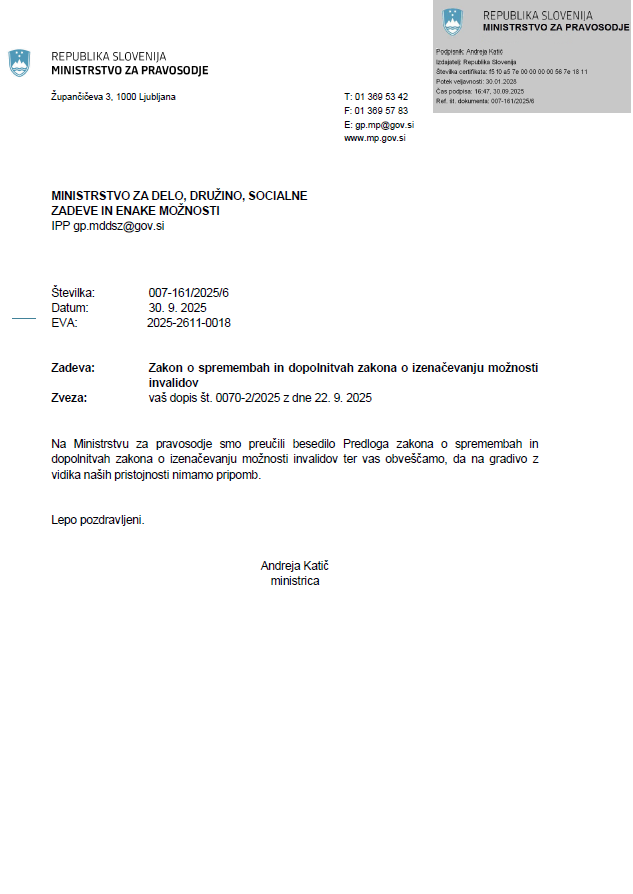 REPUBLIKA SLOVENIJA
MINISTRSTVO ZA PRAVOSODJE
Podpisnik: Andreja Katič
Izdajatelj: Republika Slovenija
Številka certifikata: f5 10 a5 7e 00 00 00 00 56 7e 18 11
Potek veljavnosti: 30.01.2028
Čas podpisa: 16:47, 30.09.2025
Ref. št. dokumenta: 007-161/2025/6
REPUBLIKA SLOVENIJA
MINISTRSTVO ZA PRAVOSODJE
Župančičeva 3, 1000 Ljubljana
T: 01 369 53 42
F: 01 369 57 83
E: gp.mp@gov.si
www.mp.gov.si
MINISTRSTVO ZA DELO, DRUŽINO, SOCIALNE
ZADEVE IN ENAKE MOŽNOSTI
IPP gp.mddsz@gov.si
Številka: 007-161/2025/6
Datum: 30. 9. 2025
EVA: 2025-2611-0018
Zadeva: Zakon o spremembah in dopolnitvah zakona o izenačevanju možnosti
invalidov
Zveza: vaš dopis št. 0070-2/2025 z dne 22. 9. 2025
Na Ministrstvu za pravosodje smo preučili besedilo Predloga zakona o spremembah in
dopolnitvah zakona o izenačevanju možnosti invalidov ter vas obveščamo, da na gradivo z
vidika naših pristojnosti nimamo pripomb.
Lepo pozdravljeni.
Andreja Katič
ministrica